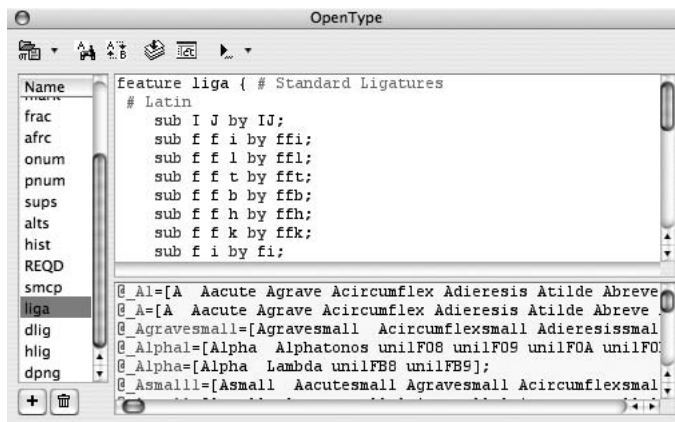 OpenType
Name
mark
frac
afrc
onum
pnum
sups
alts
hist
REQD
smcp
liga
dlig
hlig
dpng
feature liga { # Standard Ligatures
# Latin
sub I J by IJ;
sub f f i by ffi;
sub f f l by ffl;
sub f f t by fft;
sub f f b by ffb;
sub f f h by ffh;
sub f f k by ffk;
sub f i by fi;
@_A1=[A Aacute Agrave Acircumflex Adieresis Atilde Abreve
@_A=[A Aacute Agrave Acircumflex Adieresis Atilde Abreve
@_Agravesmall=[Agravesmall Acircumflexsmall Adieresissmal
@_Alpha1=[Alpha Alphatonos uni1F08 uni1F09 uni1F0A uni1F0
@_Alpha=[Alpha Lambda uni1FB8 uni1FB9];
@_Asmall1=[Asmall Aacutesmall Agravesmall Acircumflexsmal